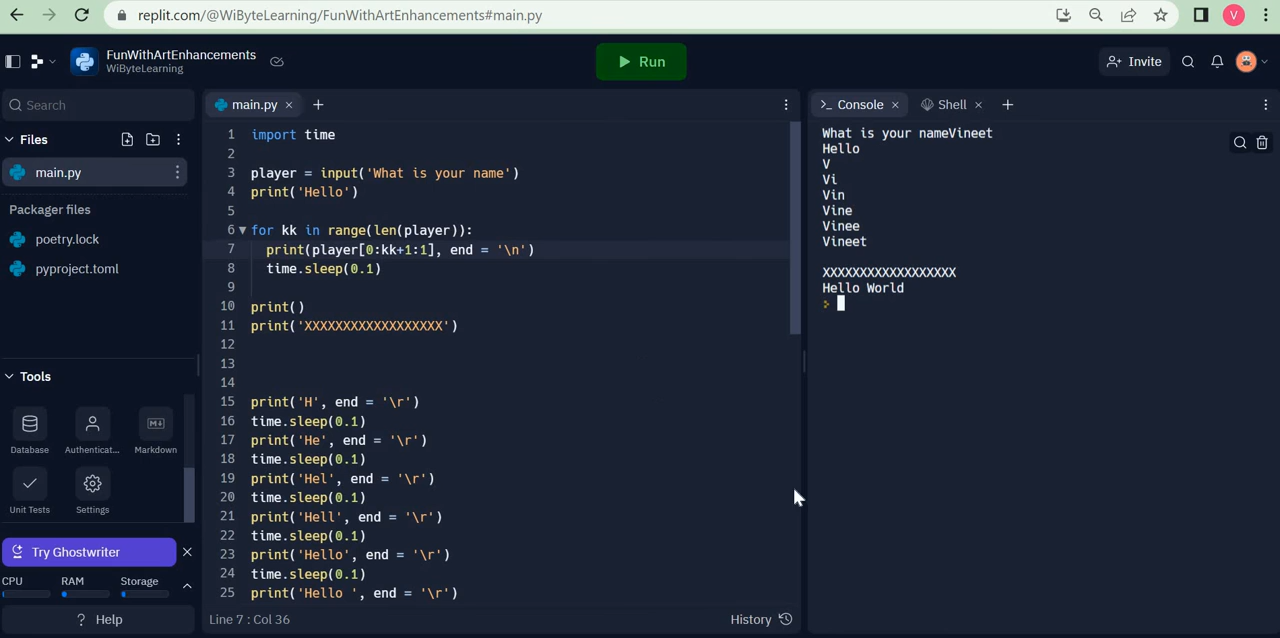 replit.com/@WiByteLearning/FunWithArtEnhancements#main.py
V
FunWithArtEnhancements
WiByteLearning
Run
Invite
Search
Files
main.py
Packager files
poetry.lock
pyproject.toml
Tools
Database
Authenticat...
Markdown
Unit Tests
Settings
Try Ghostwriter
CPU RAM Storage
? Help
main.py
1 import time
2
3 player = input('What is your name')
4 print('Hello')
5
6 for kk in range(len(player)):
7 print(player[0:kk+1:1], end = '\n')
8 time.sleep(0.1)
9
10 print()
11 print('XXXXXXXXXXXXXXXXXX')
12
13
14
15 print('H', end = '\r')
16 time.sleep(0.1)
17 print('He', end = '\r')
18 time.sleep(0.1)
19 print('Hel', end = '\r')
20 time.sleep(0.1)
21 print('Hell', end = '\r')
22 time.sleep(0.1)
23 print('Hello', end = '\r')
24 time.sleep(0.1)
25 print('Hello ', end = '\r')
Line 7 : Col 36
History
Console
Shell
What is your nameVineet
Hello
V
Vi
Vin
Vine
Vinee
Vineet
XXXXXXXXXXXXXXXXXX
Hello World